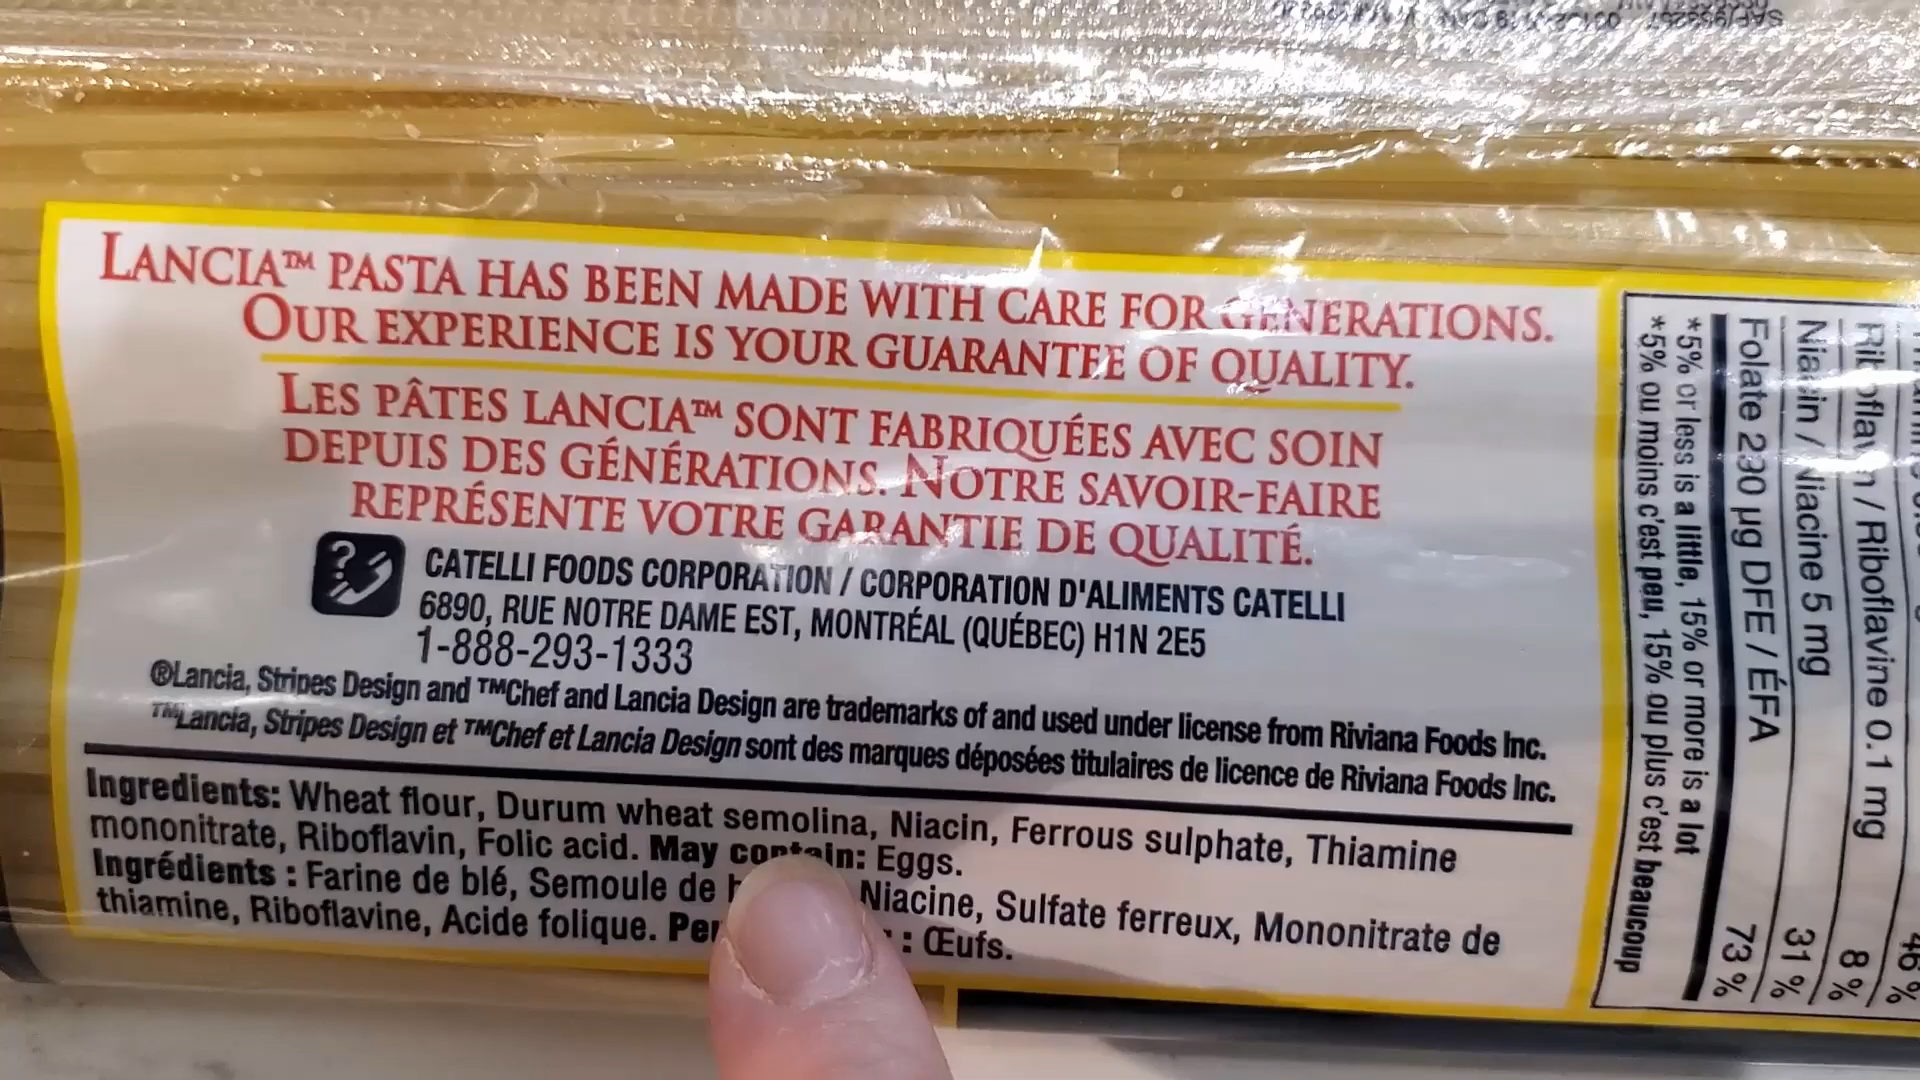 LANCIA™ PASTA HAS BEEN MADE WITH CARE FOR GENERATIONS.
OUR EXPERIENCE IS YOUR GUARANTEE OF QUALITY.
LES PÂTES LANCIA™ SONT FABRIQUÉES AVEC SOIN
DEPUIS DES GÉNÉRATIONS. NOTRE SAVOIR-FAIRE
REPRÉSENTE VOTRE GARANTIE DE QUALITÉ.
CATELLI FOODS CORPORATION / CORPORATION D'ALIMENTS CATELLI
6890, RUE NOTRE DAME EST, MONTRÉAL (QUÉBEC) H1N 2E5
1-888-293-1333
®Lancia, Stripes Design and ™Chef and Lancia Design are trademarks of and used under license from Riviana Foods Inc.
™Lancia, Stripes Design et ™Chef et Lancia Design sont des marques déposées titulaires de licence de Riviana Foods Inc.
Ingredients: Wheat flour, Durum wheat semolina, Niacin, Ferrous sulphate, Thiamine
mononitrate, Riboflavin, Folic acid. May contain: Eggs.
Ingrédients : Farine de blé, Semoule de Niacine, Sulfate ferreux, Mononitrate de
thiamine, Riboflavine, Acide folique. : Œufs.
46 %
Riboflavin / Riboflavine 0.1 mg 8 %
Niacin / Niacine 5 mg 31 %
Folate 230 µg DFE / ÉFA 73 %
*5% or less is a little, 15% or more is a lot
*5% ou moins c'est peu, 15% ou plus c'est beaucoup